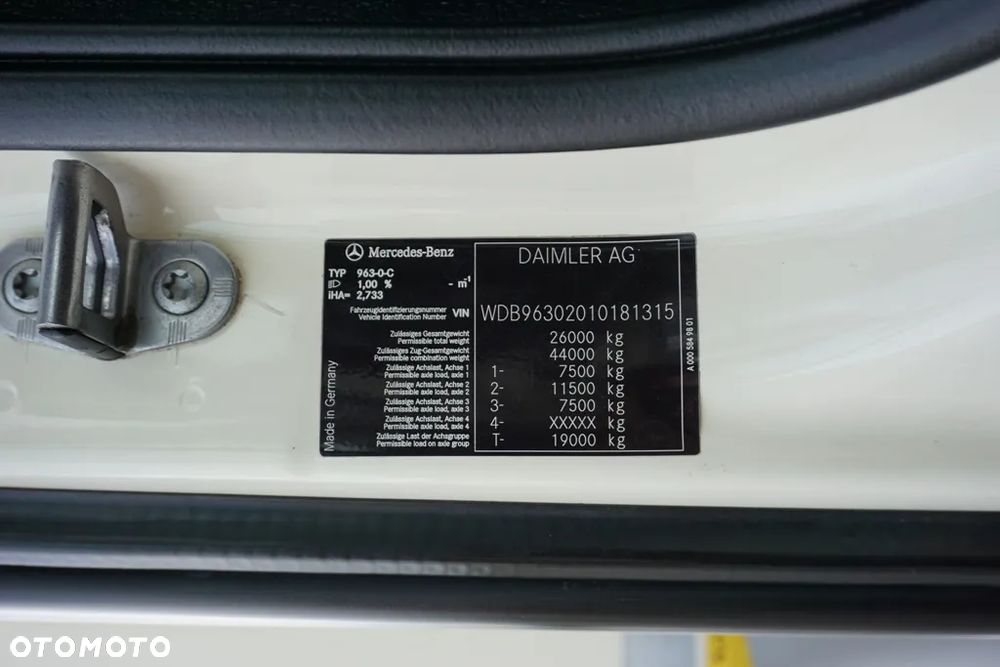 Mercedes-Benz
DAIMLER AG
TYP 963-0-C
1,00 % - m⁻¹
iHA= 2,733
Fahrzeugidentifizierungsnummer
Vehicle Identification Number VIN WDB96302010181315
Zulässiges Gesamtgewicht
Permissible total weight 26000 kg
Zulässiges Zug-Gesamtgewicht
Permissible combination weight 44000 kg
Zulässige Achslast, Achse 1
Permissible axle load, axle 1 1- 7500 kg
Zulässige Achslast, Achse 2
Permissible axle load, axle 2 2- 11500 kg
Zulässige Achslast, Achse 3
Permissible axle load, axle 3 3- 7500 kg
Zulässige Achslast, Achse 4
Permissible axle load, axle 4 4- XXXXX kg
Zulässige Last der Achsgruppe
Permissible load on axle group T- 19000 kg
Made in Germany
A 000 584 98 01
OTOMOTO